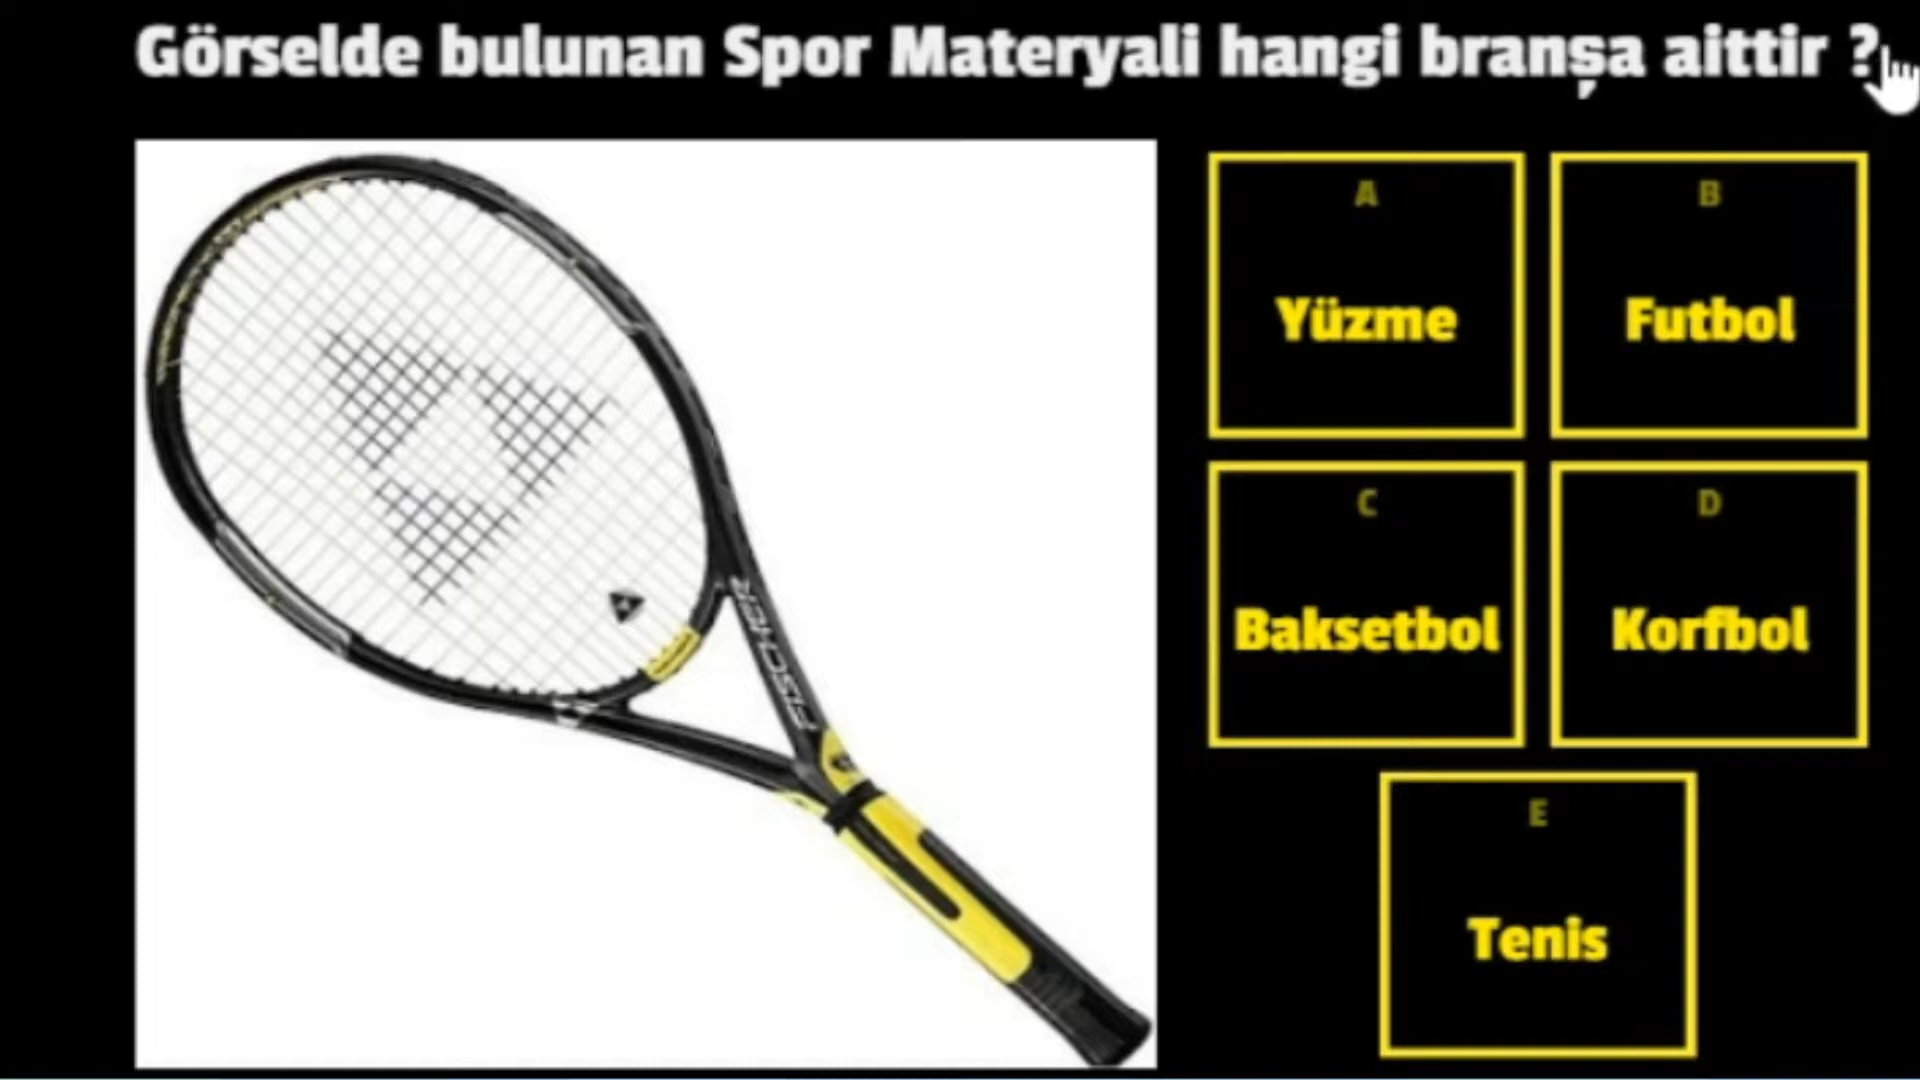 Görselde bulunan Spor Materyali hangi branşa aittir ?
FISCHER
A
Yüzme
B
Futbol
C
Baksetbol
D
Korfbol
E
Tenis